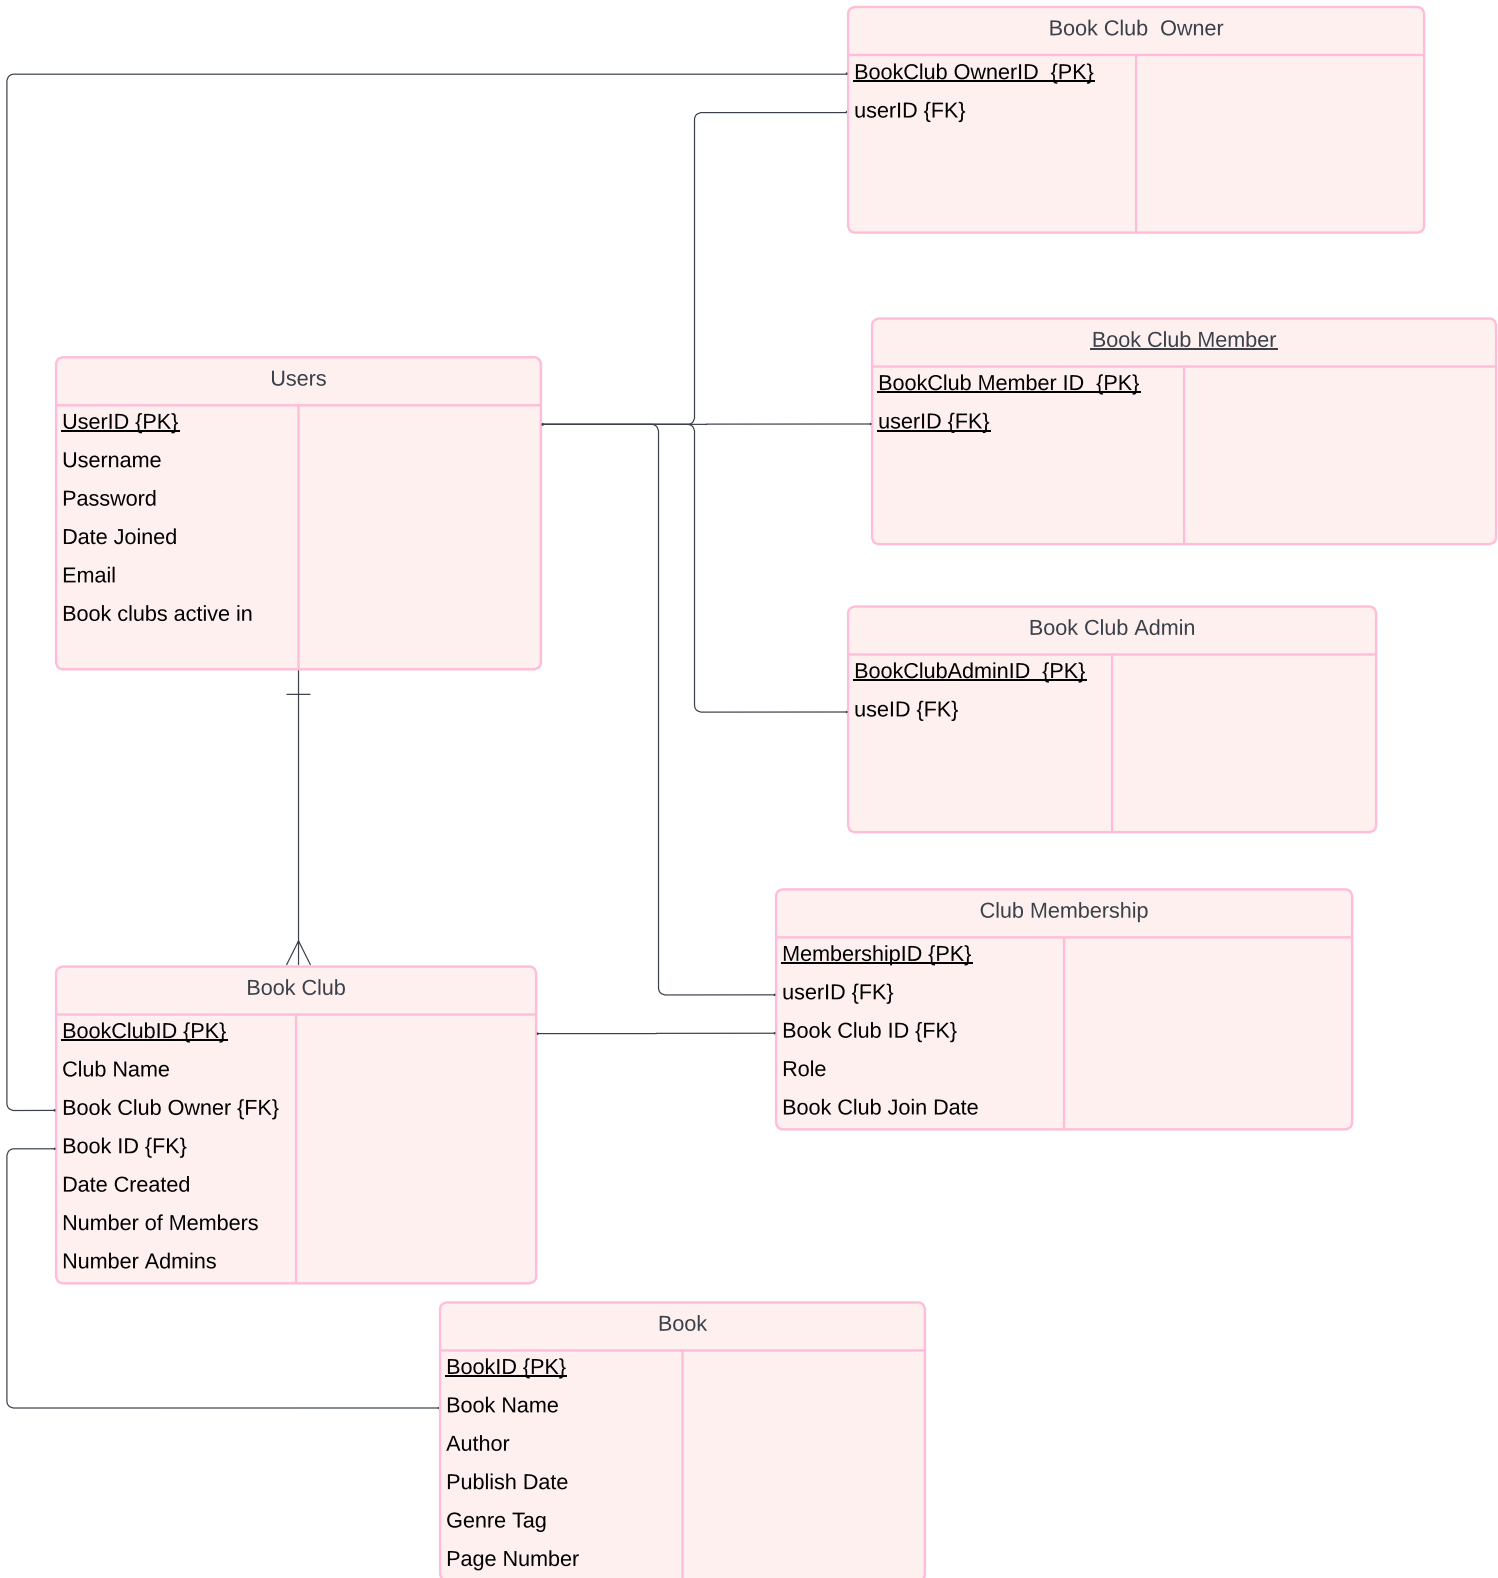 Book Club  Owner
BookClub OwnerID  {PK}
userID {FK}
Book Club Member
BookClub Member ID  {PK}
userID {FK}
Users
UserID {PK}
Username
Password
Date Joined
Email
Book clubs active in
Book Club Admin
BookClubAdminID  {PK}
useID {FK}
Club Membership
MembershipID {PK}
userID {FK}
Book Club ID {FK}
Role
Book Club Join Date
Book Club
BookClubID {PK}
Club Name
Book Club Owner {FK}
Book ID {FK}
Date Created
Number of Members
Number Admins
Book
BookID {PK}
Book Name
Author
Publish Date
Genre Tag
Page Number